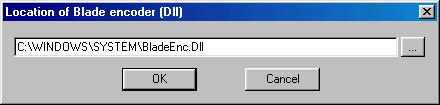 Location of Blade encoder (Dll)
C:\WINDOWS\SYSTEM\BladeEnc.Dll
...
OK Cancel